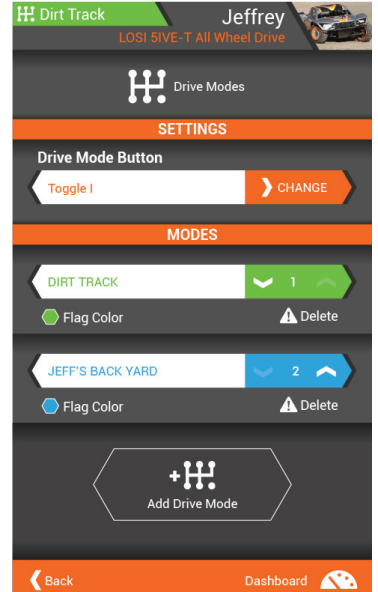 Dirt Track
Jeffrey
LOSI 5IVE-T All Wheel Drive
Drive Modes
SETTINGS
Drive Mode Button
Toggle I
CHANGE
MODES
DIRT TRACK
1
Flag Color
Delete
JEFF'S BACK YARD
2
Flag Color
Delete
Add Drive Mode
Back
Dashboard